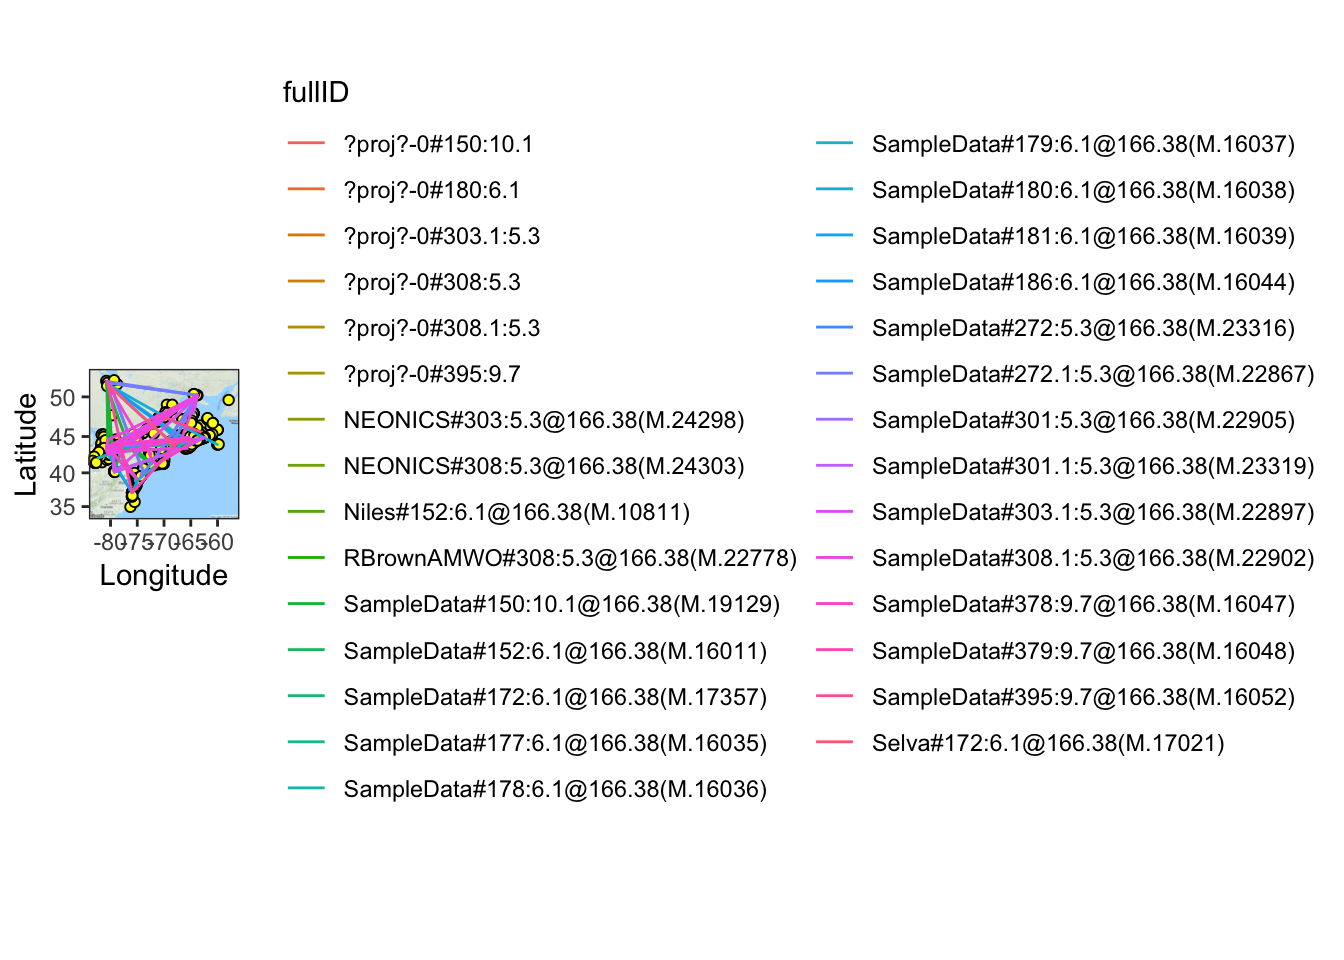 fullID
?proj?-0#150:10.1
?proj?-0#180:6.1
?proj?-0#303.1:5.3
?proj?-0#308:5.3
?proj?-0#308.1:5.3
?proj?-0#395:9.7
NEONICS#303:5.3@166.38(M.24298)
NEONICS#308:5.3@166.38(M.24303)
Niles#152:6.1@166.38(M.10811)
RBrownAMWO#308:5.3@166.38(M.22778)
SampleData#150:10.1@166.38(M.19129)
SampleData#152:6.1@166.38(M.16011)
SampleData#172:6.1@166.38(M.17357)
SampleData#177:6.1@166.38(M.16035)
SampleData#178:6.1@166.38(M.16036)
SampleData#179:6.1@166.38(M.16037)
SampleData#180:6.1@166.38(M.16038)
SampleData#181:6.1@166.38(M.16039)
SampleData#186:6.1@166.38(M.16044)
SampleData#272:5.3@166.38(M.23316)
SampleData#272.1:5.3@166.38(M.22867)
SampleData#301:5.3@166.38(M.22905)
SampleData#301.1:5.3@166.38(M.23319)
SampleData#303.1:5.3@166.38(M.22897)
SampleData#308.1:5.3@166.38(M.22902)
SampleData#378:9.7@166.38(M.16047)
SampleData#379:9.7@166.38(M.16048)
SampleData#395:9.7@166.38(M.16052)
Selva#172:6.1@166.38(M.17021)
Latitude
50
45
40
35
-80 -75 -70 -65 -60
Longitude